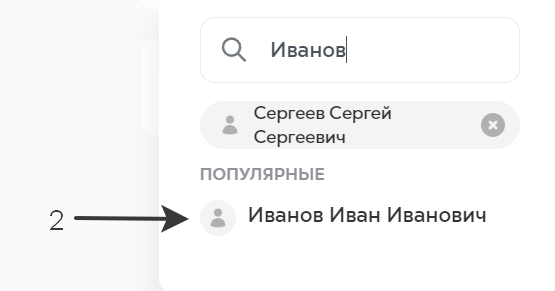 Иванов
Сергеев Сергей
Сергеевич
ПОПУЛЯРНЫЕ
2 Иванов Иван Иванович